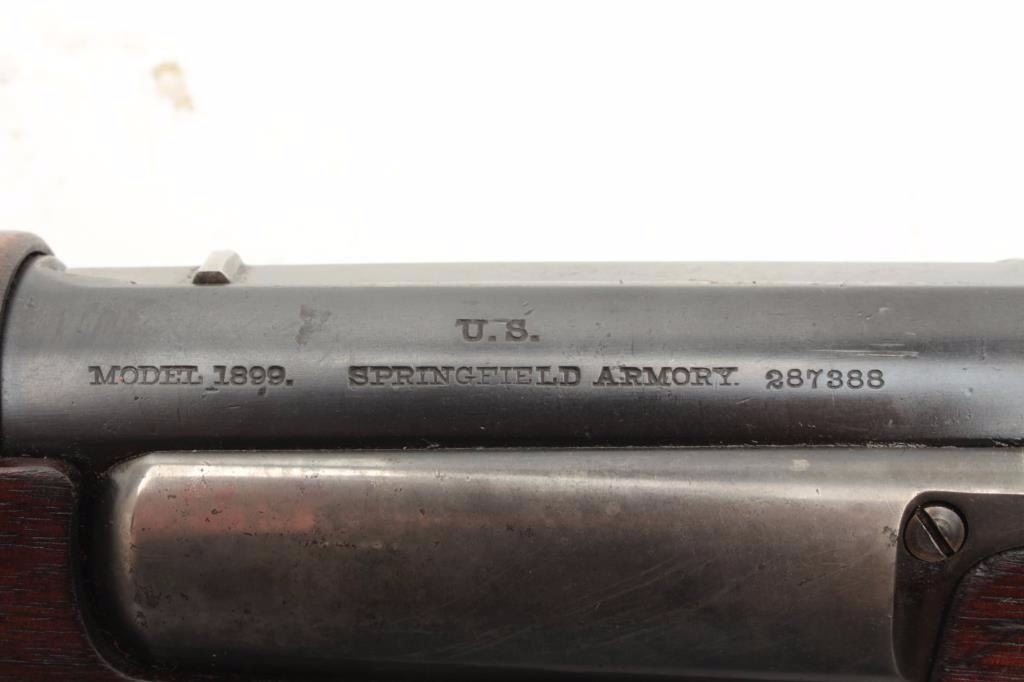 U.S.
MODEL 1899. SPRINGFIELD ARMORY. 287388